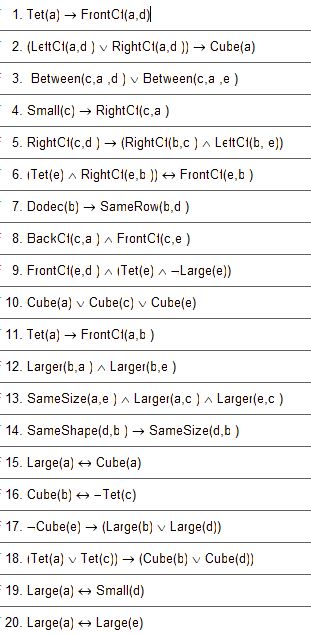 1. Tet(a) → FrontOf(a,d)
2. (LeftOf(a,d ) ∨ RightOf(a,d )) → Cube(a)
3. Between(c,a ,d ) ∨ Between(c,a ,e )
4. Small(c) → RightOf(c,a )
5. RightOf(c,d ) → (RightOf(b,c ) ∧ LeftOf(b, e))
6. (Tet(e) ∧ RightOf(e,b )) ↔ FrontOf(e,b )
7. Dodec(b) → SameRow(b,d )
8. BackOf(c,a ) ∧ FrontOf(c,e )
9. FrontOf(e,d ) ∧ (Tet(e) ∧ ¬Large(e))
10. Cube(a) ∨ Cube(c) ∨ Cube(e)
11. Tet(a) → FrontOf(a,b )
12. Larger(b,a ) ∧ Larger(b,e )
13. SameSize(a,e ) ∧ Larger(a,c ) ∧ Larger(e,c )
14. SameShape(d,b ) → SameSize(d,b )
15. Large(a) ↔ Cube(a)
16. Cube(b) ↔ ¬Tet(c)
17. ¬Cube(e) → (Large(b) ∨ Large(d))
18. (Tet(a) ∨ Tet(c)) → (Cube(b) ∨ Cube(d))
19. Large(a) ↔ Small(d)
20. Large(a) ↔ Large(e)